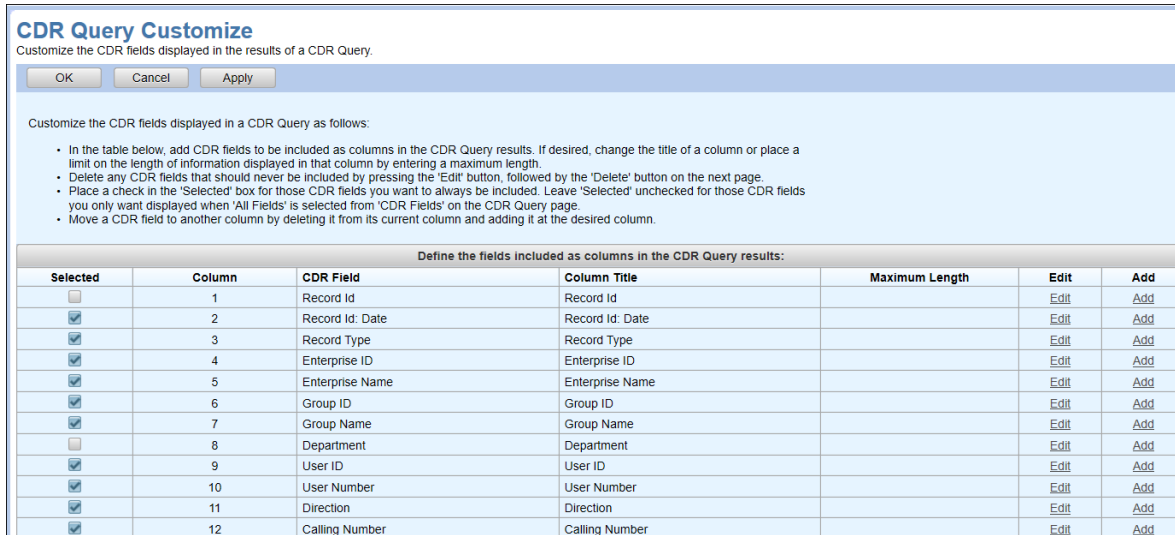 CDR Query Customize
Customize the CDR fields displayed in the results of a CDR Query.
OK Cancel Apply
Customize the CDR fields displayed in a CDR Query as follows:
• In the table below, add CDR fields to be included as columns in the CDR Query results. If desired, change the title of a column or place a
limit on the length of information displayed in that column by entering a maximum length.
• Delete any CDR fields that should never be included by pressing the 'Edit' button, followed by the 'Delete' button on the next page.
• Place a check in the 'Selected' box for those CDR fields you want to always be included. Leave 'Selected' unchecked for those CDR fields
you only want displayed when 'All Fields' is selected from 'CDR Fields' on the CDR Query page.
• Move a CDR field to another column by deleting it from its current column and adding it at the desired column.
Define the fields included as columns in the CDR Query results:
Selected Column CDR Field Column Title Maximum Length Edit Add
1 Record Id Record Id Edit Add
2 Record Id: Date Record Id: Date Edit Add
3 Record Type Record Type Edit Add
4 Enterprise ID Enterprise ID Edit Add
5 Enterprise Name Enterprise Name Edit Add
6 Group ID Group ID Edit Add
7 Group Name Group Name Edit Add
8 Department Department Edit Add
9 User ID User ID Edit Add
10 User Number User Number Edit Add
11 Direction Direction Edit Add
12 Calling Number Calling Number Edit Add